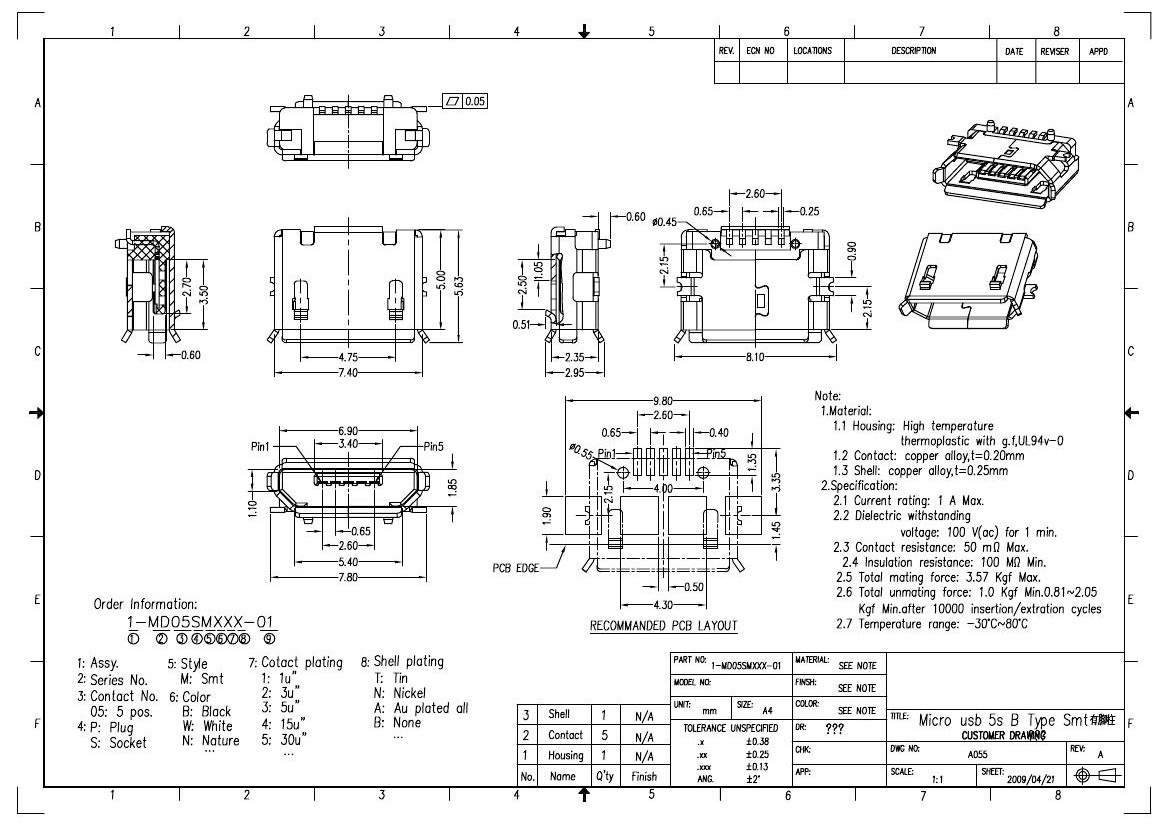 1 2 3 4 5 6 7 8
REV. ECN NO LOCATIONS DESCRIPTION DATE REVISER APPD
A A
0.05
B B
2.60
0.65 0.25
ø0.45
0.60
2.15
0.90
2.15
8.10
2.70
3.50
0.60
5.00
5.63
4.75
7.40
1.05
2.50
0.51
2.35
2.95
C C
6.90
3.40
Pin1 Pin5
1.10
1.85
0.65
2.60
5.40
7.80
D D
9.80
2.60
0.65 0.40
ø0.55
Pin1 Pin5
1.35
3.35
2.15
4.00
1.90
1.45
PCB EDGE
0.50
4.30
RECOMMANDED PCB LAYOUT
Note:
1.Material:
1.1 Housing: High temperature
thermoplastic with g.f,UL94v-0
1.2 Contact: copper alloy,t=0.20mm
1.3 Shell: copper alloy,t=0.25mm
2.Specification:
2.1 Current rating: 1 A Max.
2.2 Dielectric withstanding
voltage: 100 V(ac) for 1 min.
2.3 Contact resistance: 50 mΩ Max.
2.4 Insulation resistance: 100 MΩ Min.
2.5 Total mating force: 3.57 Kgf Max.
2.6 Total unmating force: 1.0 Kgf Min.0.81~2.05
Kgf Min.after 10000 insertion/extration cycles
2.7 Temperature range: -30°C~80°C
E E
Order Information:
1-MD05SMXXX-01
① ② ③④⑤⑥⑦⑧ ⑨
1: Assy.
2: Series No.
3: Contact No.
05: 5 pos.
4: P: Plug
S: Socket
5: Style
M: Smt
6: Color
B: Black
W: White
N: Nature
...
7: Cotact plating
1: 1u"
2: 3u"
3: 5u"
4: 15u"
5: 30u"
...
8: Shell plating
T: Tin
N: Nickel
A: Au plated all
B: None
...
F F
3 Shell 1 N/A
2 Contact 5 N/A
1 Housing 1 N/A
No. Name Q'ty Finish
PART NO: 1-MD05SMXXX-01
MODEL NO:
UNIT: mm SIZE: A4
TOLERANCE UNSPECIFIED
.x ±0.38
.xx ±0.25
.xxx ±0.13
ANG. ±2°
MATERIAL: SEE NOTE
FINISH: SEE NOTE
COLOR: SEE NOTE
DR: ???
CHK:
APP:
TITLE: Micro usb 5s B Type Smt有腳柱
CUSTOMER DRAWING
DWG NO: A055 REV: A
SCALE: 1:1 SHEET: 2009/04/21
1 2 3 4 5 6 7 8